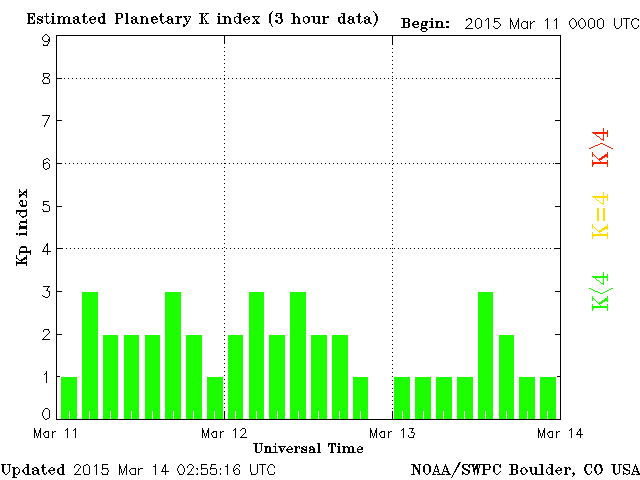 Estimated Planetary K index (3 hour data) Begin: 2015 Mar 11 0000 UTC
9
8
7
6
5
4
3
2
1
0
Kp index
K>4
K=4
K<4
Mar 11 Mar 12 Mar 13 Mar 14
Universal Time
Updated 2015 Mar 14 02:55:16 UTC NOAA/SWPC Boulder, CO USA